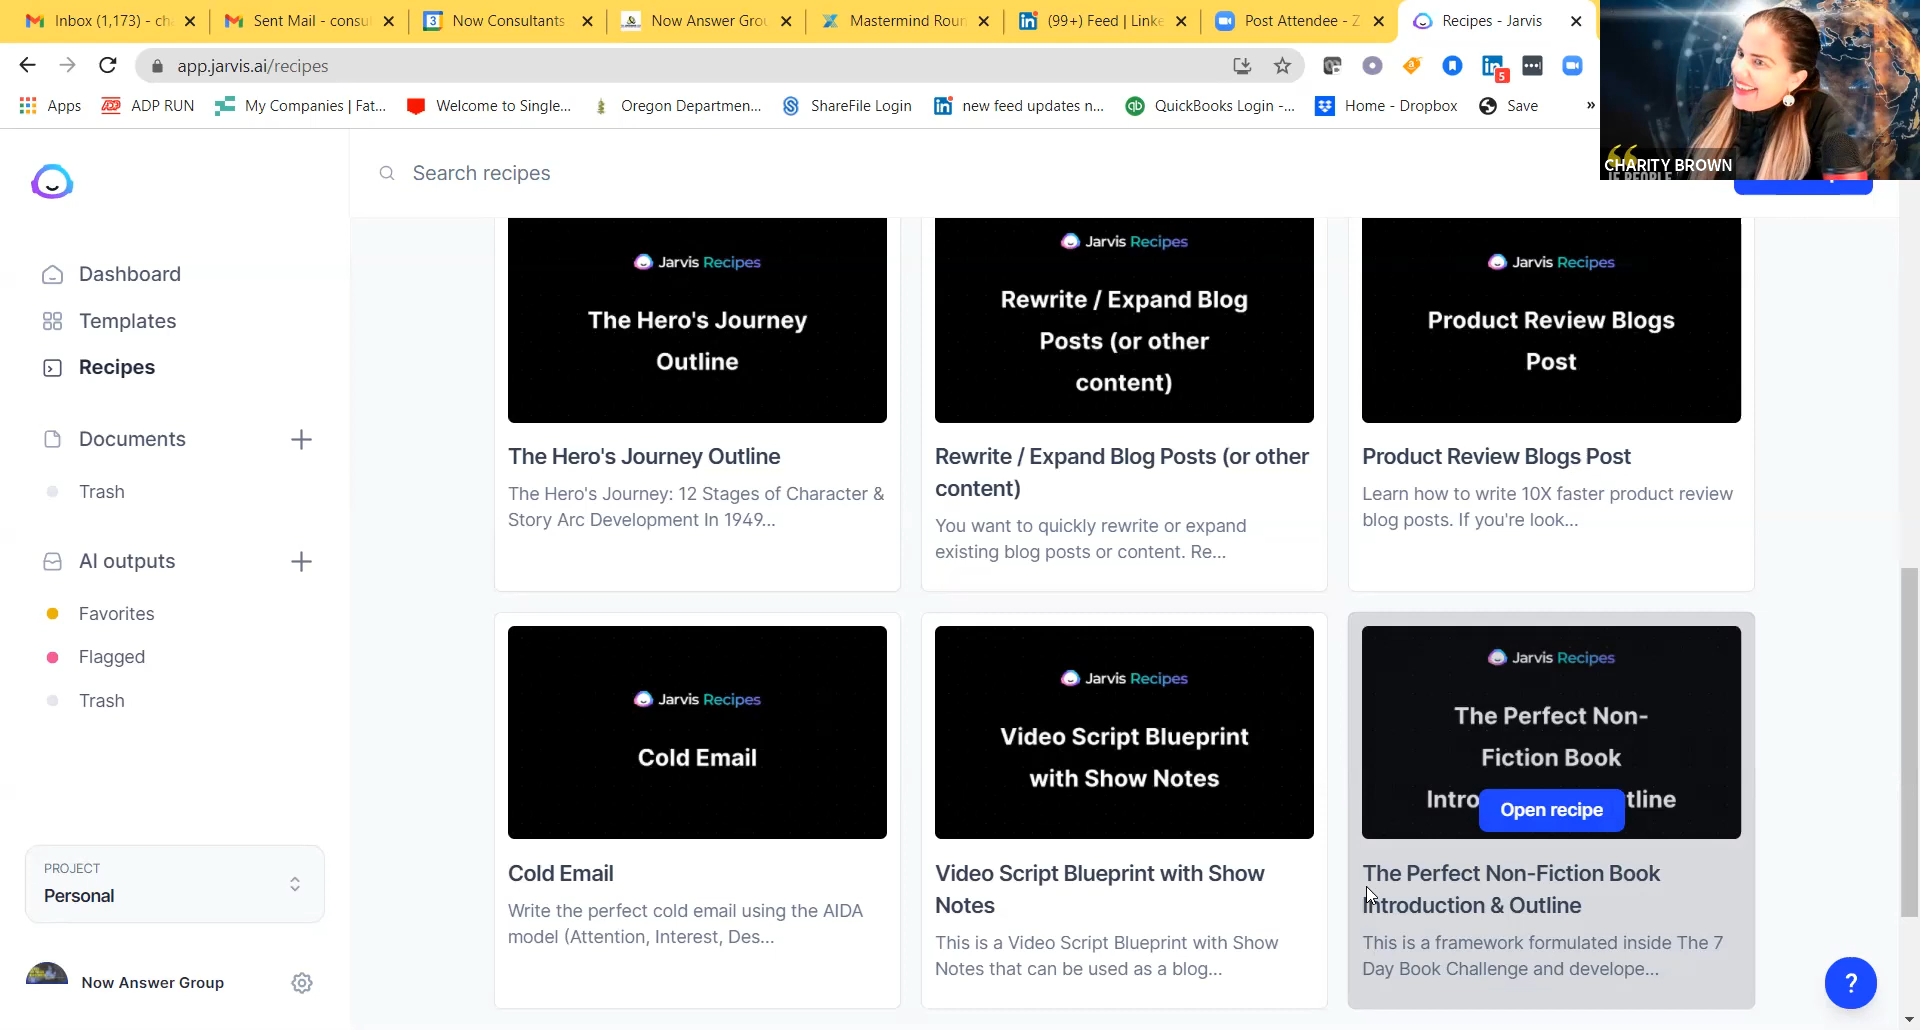 Inbox (1,173) - ch
Sent Mail - consul
3
Now Consultants
Now Answer Grou
Mastermind Roun
(99+) Feed | Linke
Post Attendee - Z
Recipes - Jarvis
app.jarvis.ai/recipes
5
Apps
ADP RUN
My Companies | Fat...
Welcome to Single...
Oregon Departmen...
ShareFile Login
new feed updates n...
QuickBooks Login -...
Home - Dropbox
Save
»
CHARITY BROWN
IF PEOPLE
Search recipes
Dashboard
Templates
Recipes
Documents
Trash
AI outputs
Favorites
Flagged
Trash
PROJECT
Personal
Now Answer Group
Jarvis Recipes
The Hero's Journey
Outline
The Hero's Journey Outline
The Hero's Journey: 12 Stages of Character &
Story Arc Development In 1949...
Jarvis Recipes
Rewrite / Expand Blog
Posts (or other
content)
Rewrite / Expand Blog Posts (or other
content)
You want to quickly rewrite or expand
existing blog posts or content. Re...
Jarvis Recipes
Product Review Blogs
Post
Product Review Blogs Post
Learn how to write 10X faster product review
blog posts. If you're look...
Jarvis Recipes
Cold Email
Cold Email
Write the perfect cold email using the AIDA
model (Attention, Interest, Des...
Jarvis Recipes
Video Script Blueprint
with Show Notes
Video Script Blueprint with Show
Notes
This is a Video Script Blueprint with Show
Notes that can be used as a blog...
Jarvis Recipes
The Perfect Non-
Fiction Book
Intro
tline
Open recipe
The Perfect Non-Fiction Book
Introduction & Outline
This is a framework formulated inside The 7
Day Book Challenge and develope...
?